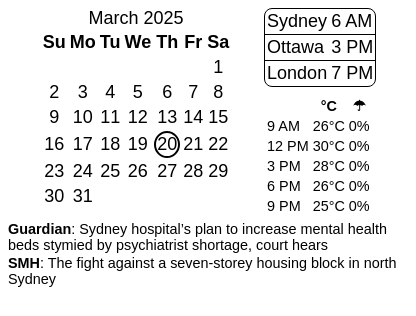 March 2025
Su Mo Tu We Th Fr Sa
1
2 3 4 5 6 7 8
9 10 11 12 13 14 15
16 17 18 19 20 21 22
23 24 25 26 27 28 29
30 31
Sydney 6 AM
Ottawa 3 PM
London 7 PM
°C ☂
9 AM 26°C 0%
12 PM 30°C 0%
3 PM 28°C 0%
6 PM 26°C 0%
9 PM 25°C 0%
Guardian: Sydney hospital’s plan to increase mental health
beds stymied by psychiatrist shortage, court hears
SMH: The fight against a seven-storey housing block in north
Sydney